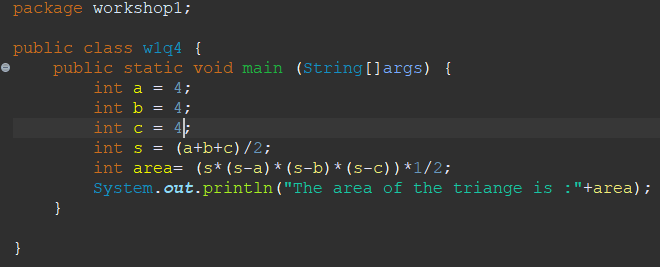 package workshop1;
public class w1q4 {
public static void main (String[]args) {
int a = 4;
int b = 4;
int c = 4;
int s = (a+b+c)/2;
int area= (s*(s-a)*(s-b)*(s-c))*1/2;
System.out.println("The area of the triange is :"+area);
}
}